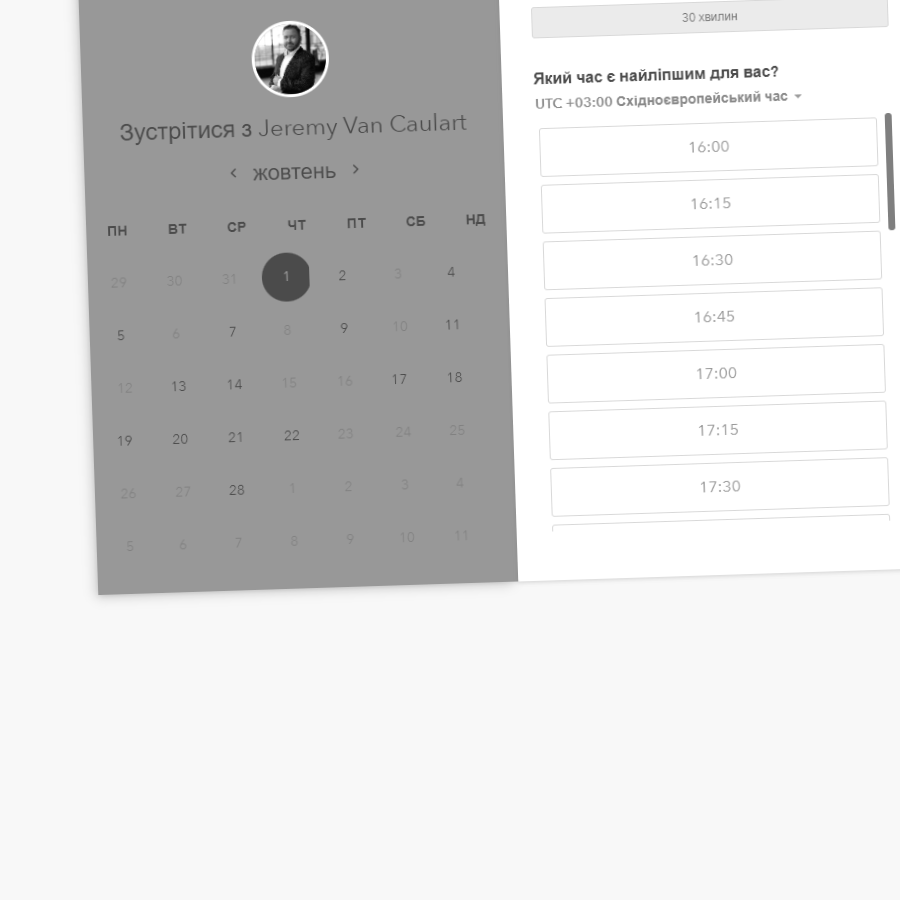 Зустрітися з Jeremy Van Caulart
жовтень
ПН ВТ СР ЧТ ПТ СБ НД
29 30 31 1 2 3 4
5 6 7 8 9 10 11
12 13 14 15 16 17 18
19 20 21 22 23 24 25
26 27 28 1 2 3 4
5 6 7 8 9 10 11
30 хвилин
Який час є найліпшим для вас?
UTC +03:00 Східноєвропейський час
16:00
16:15
16:30
16:45
17:00
17:15
17:30